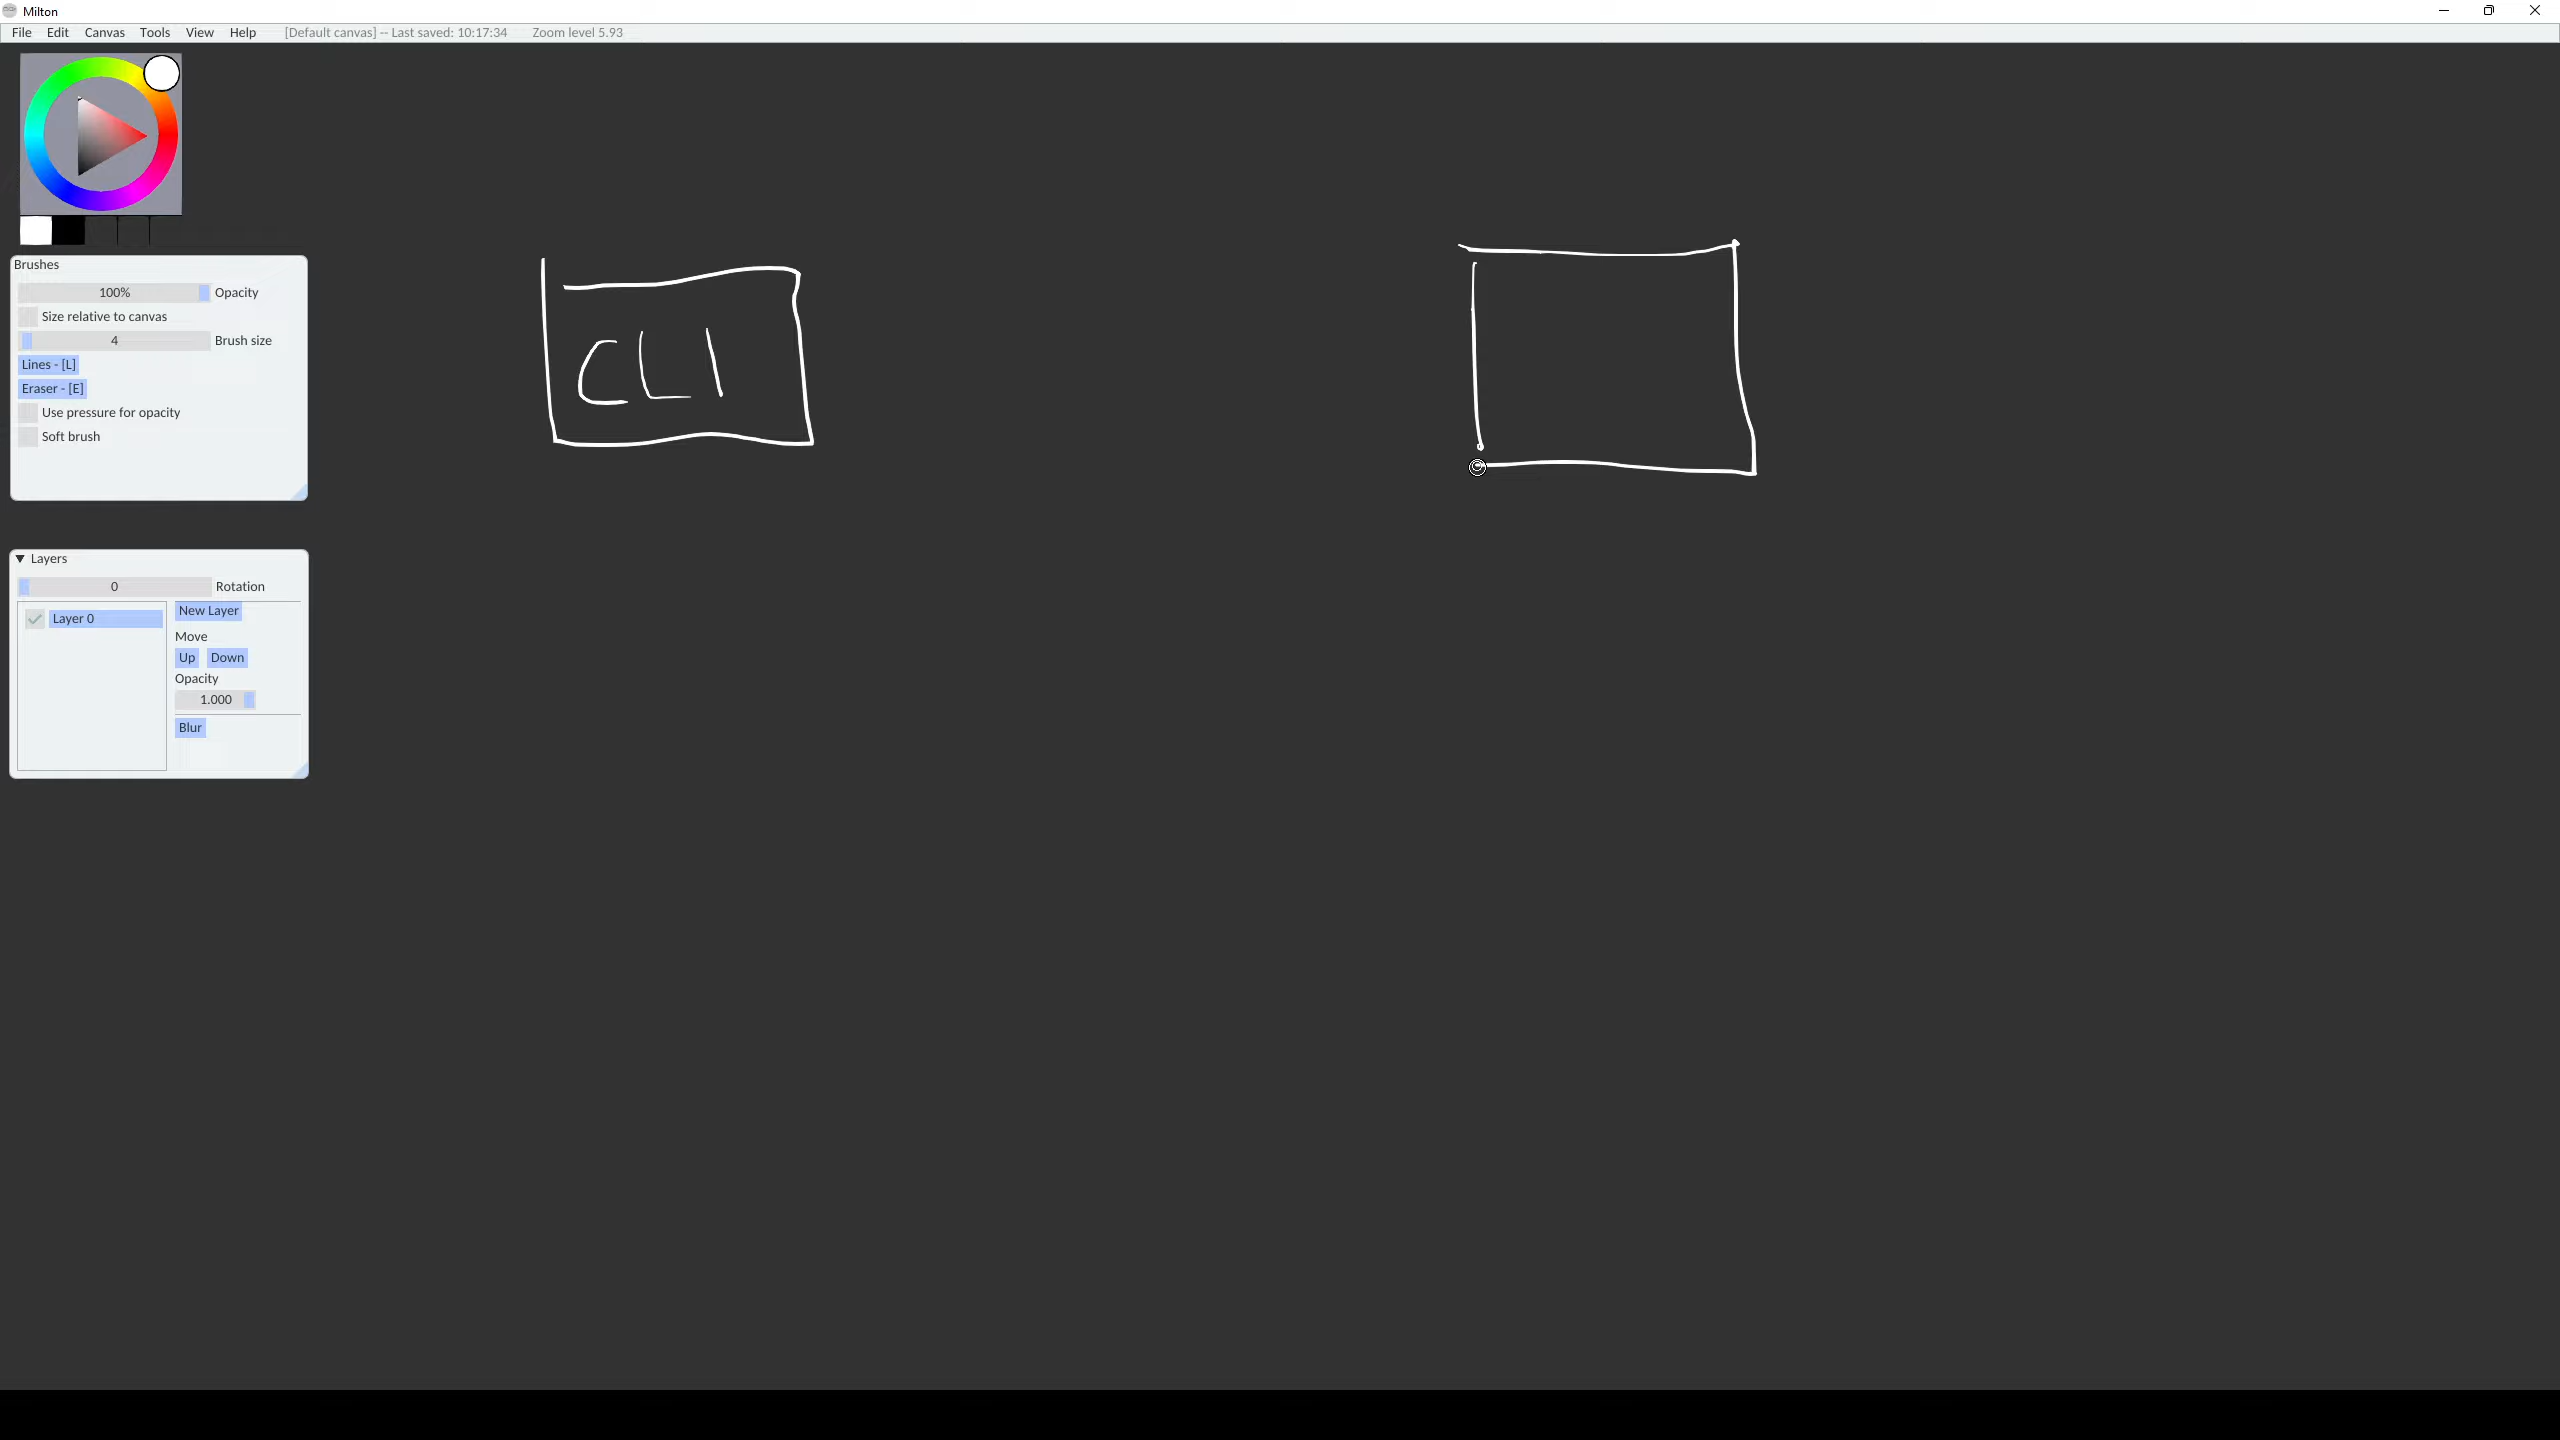 Milton
File Edit Canvas Tools View Help [Default canvas] -- Last saved: 10:17:34 Zoom level 5.93
Brushes
100% Opacity
Size relative to canvas
4 Brush size
Lines - [L]
Eraser - [E]
Use pressure for opacity
Soft brush
CLI
Layers
0 Rotation
Layer 0
New Layer
Move
Up Down
Opacity
1.000
Blur